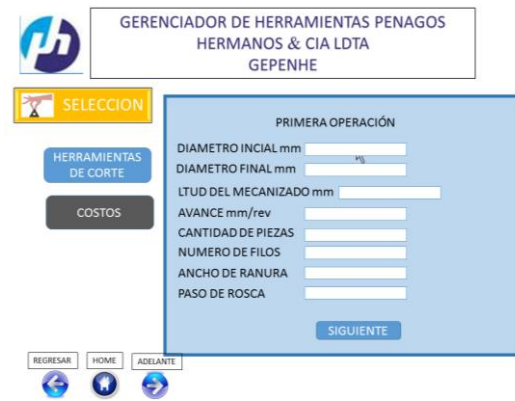 GERENCIADOR DE HERRAMIENTAS PENAGOS
HERMANOS & CIA LDTA
GEPENHE
ph
SELECCION
HERRAMIENTAS
DE CORTE
COSTOS
PRIMERA OPERACIÓN
DIAMETRO INCIAL mm
DIAMETRO FINAL mm
LTUD DEL MECANIZADO mm
AVANCE mm/rev
CANTIDAD DE PIEZAS
NUMERO DE FILOS
ANCHO DE RANURA
PASO DE ROSCA
SIGUIENTE
REGRESAR
HOME
ADELANTE